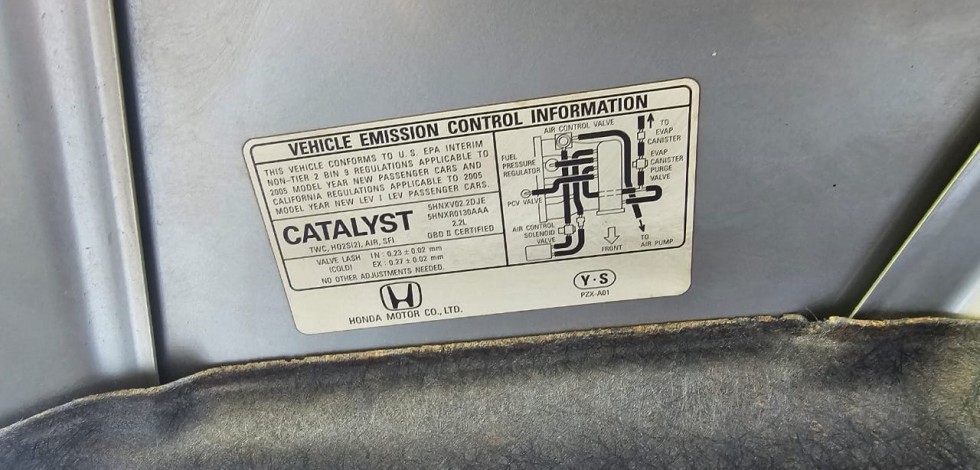 VEHICLE EMISSION CONTROL INFORMATION
THIS VEHICLE CONFORMS TO U.S. EPA INTERIM
NON-TIER 2 BIN 9 REGULATIONS APPLICABLE TO
2005 MODEL YEAR NEW PASSENGER CARS AND
CALIFORNIA REGULATIONS APPLICABLE TO 2005
MODEL YEAR NEW LEV I LEV PASSENGER CARS.
CATALYST
5HNXV02.2DJE
5HNXR0130AAA
2.2L
OBD II CERTIFIED
TWC, HO2S(2), AIR, SFI
VALVE LASH IN : 0.23 ± 0.02 mm
(COLD) EX : 0.27 ± 0.02 mm
NO OTHER ADJUSTMENTS NEEDED.
HONDA MOTOR CO., LTD.
AIR CONTROL VALVE
TO
EVAP
CANISTER
FUEL
PRESSURE
REGULATOR
EVAP
CANISTER
PURGE
VALVE
PCV VALVE
AIR CONTROL
SOLENOID
VALVE
FRONT
TO
AIR PUMP
Y·S
PZX-A01